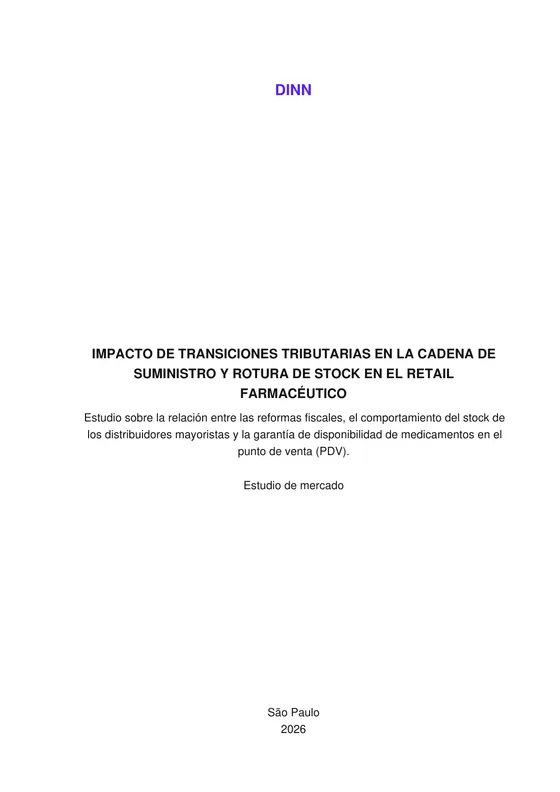 DINN
IMPACTO DE TRANSICIONES TRIBUTARIAS EN LA CADENA DE
SUMINISTRO Y ROTURA DE STOCK EN EL RETAIL
FARMACÉUTICO
Estudio sobre la relación entre las reformas fiscales, el comportamiento del stock de
los distribuidores mayoristas y la garantía de disponibilidad de medicamentos en el
punto de venta (PDV).
Estudio de mercado
São Paulo
2026